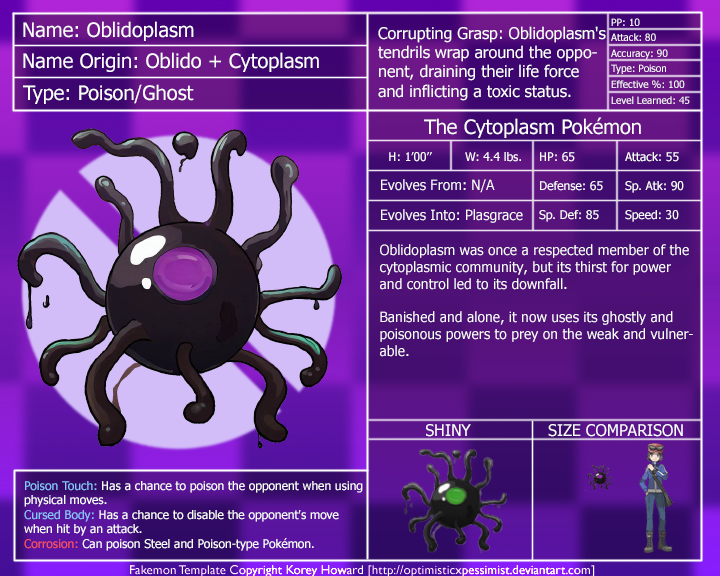 Name: Oblidoplasm
Name Origin: Oblido + Cytoplasm
Type: Poison/Ghost
Corrupting Grasp: Oblidoplasm's
tendrils wrap around the oppo-
nent, draining their life force
and inflicting a toxic status.
PP: 10
Attack: 80
Accuracy: 90
Type: Poison
Effective %: 100
Level Learned: 45
The Cytoplasm Pokémon
H: 1'00"
W: 4.4 lbs.
HP: 65
Attack: 55
Evolves From: N/A
Defense: 65
Sp. Atk: 90
Evolves Into: Plasgrace
Sp. Def: 85
Speed: 30
Oblidoplasm was once a respected member of the
cytoplasmic community, but its thirst for power
and control led to its downfall.
Banished and alone, it now uses its ghostly and
poisonous powers to prey on the weak and vulner-
able.
SHINY
SIZE COMPARISON
Poison Touch: Has a chance to poison the opponent when using
physical moves.
Cursed Body: Has a chance to disable the opponent's move
when hit by an attack.
Corrosion: Can poison Steel and Poison-type Pokémon.
Fakemon Template Copyright Korey Howard [http://optimisticxpessimist.deviantart.com]